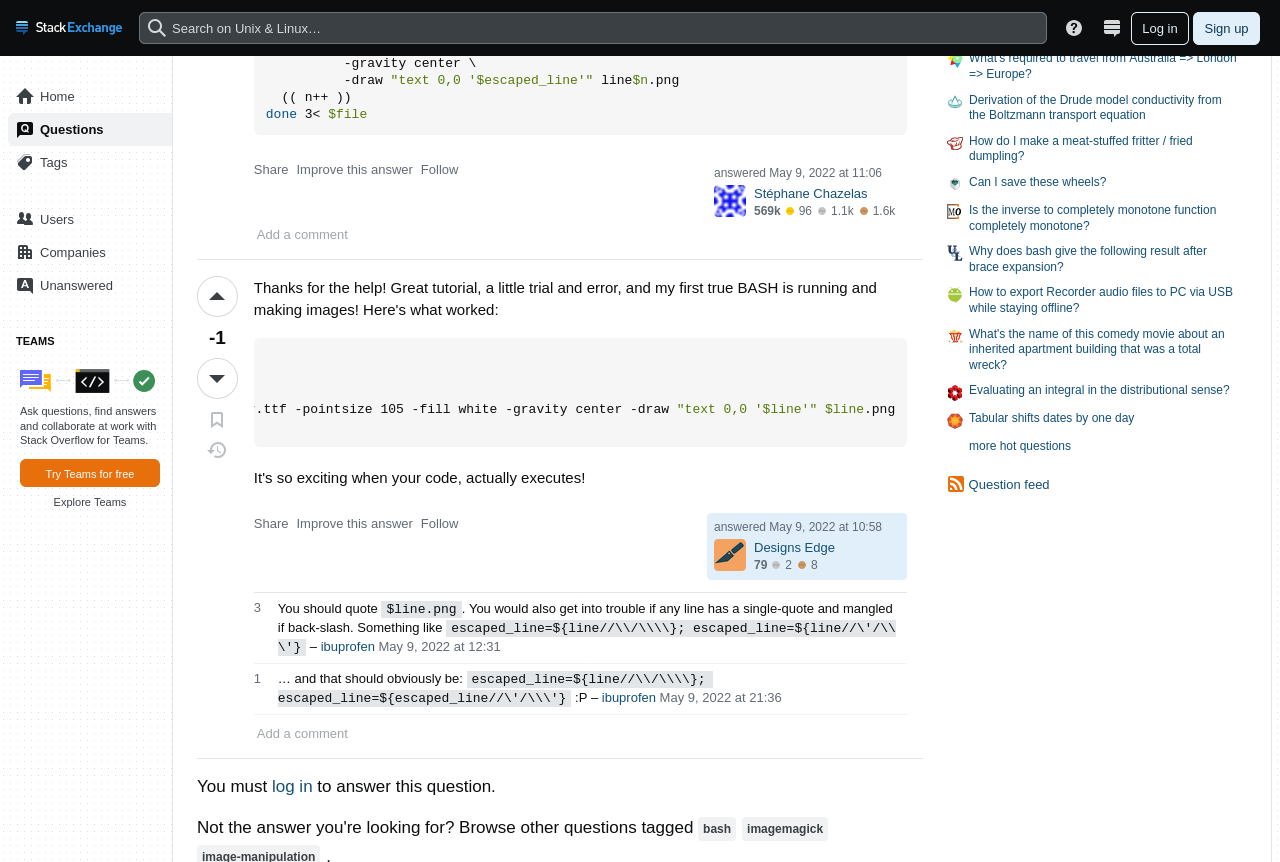 StackExchange
Search on Unix & Linux…
Log in
Sign up
Home
Questions
Tags
Users
Companies
Unanswered
TEAMS
Ask questions, find answers
and collaborate at work with
Stack Overflow for Teams.
Try Teams for free
Explore Teams
-gravity center \
-draw "text 0,0 '$escaped_line'" line$n.png
(( n++ ))
done 3< $file
Share Improve this answer Follow
answered May 9, 2022 at 11:06
Stéphane Chazelas
569k 96 1.1k 1.6k
Add a comment
Thanks for the help! Great tutorial, a little trial and error, and my first true BASH is running and
making images! Here's what worked:
-1
.ttf -pointsize 105 -fill white -gravity center -draw "text 0,0 '$line'" $line.png
It's so exciting when your code, actually executes!
Share Improve this answer Follow
answered May 9, 2022 at 10:58
Designs Edge
79 2 8
3 You should quote $line.png. You would also get into trouble if any line has a single-quote and mangled
if back-slash. Something like escaped_line=${line//\\/\\\\}; escaped_line=${line//\'/\\
\'} – ibuprofen May 9, 2022 at 12:31
1 … and that should obviously be: escaped_line=${line//\\/\\\\};
escaped_line=${escaped_line//\'/\\\'} :P – ibuprofen May 9, 2022 at 21:36
Add a comment
You must log in to answer this question.
Not the answer you're looking for? Browse other questions tagged bash imagemagick
image-manipulation .
What's required to travel from Australia => London
=> Europe?
Derivation of the Drude model conductivity from
the Boltzmann transport equation
How do I make a meat-stuffed fritter / fried
dumpling?
Can I save these wheels?
Is the inverse to completely monotone function
completely monotone?
Why does bash give the following result after
brace expansion?
How to export Recorder audio files to PC via USB
while staying offline?
What's the name of this comedy movie about an
inherited apartment building that was a total
wreck?
Evaluating an integral in the distributional sense?
Tabular shifts dates by one day
more hot questions
Question feed